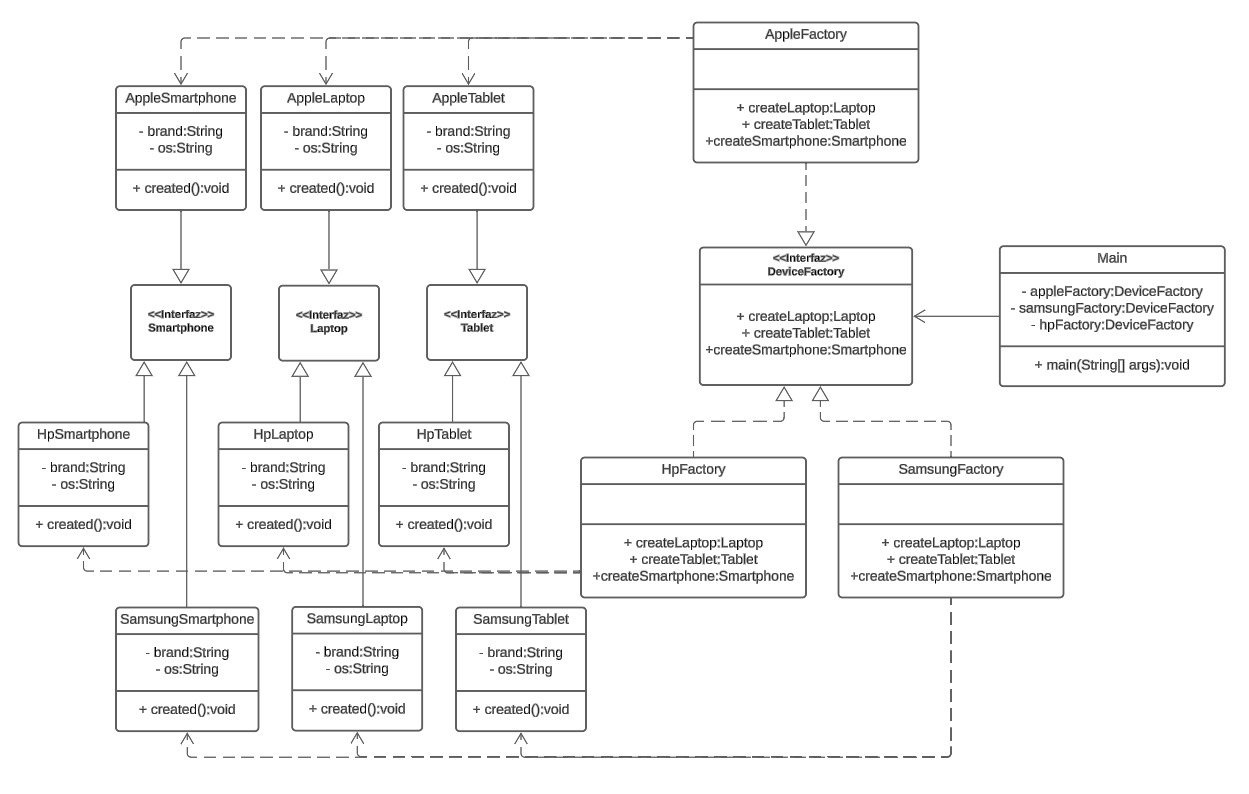 AppleFactory
+ createLaptop:Laptop
+ createTablet:Tablet
+createSmartphone:Smartphone
AppleSmartphone
- brand:String
- os:String
+ created():void
AppleLaptop
- brand:String
- os:String
+ created():void
AppleTablet
- brand:String
- os:String
+ created():void
<<Interfaz>>
Smartphone
<<Interfaz>>
Laptop
<<Interfaz>>
Tablet
<<Interfaz>>
DeviceFactory
+ createLaptop:Laptop
+ createTablet:Tablet
+createSmartphone:Smartphone
Main
- appleFactory:DeviceFactory
- samsungFactory:DeviceFactory
- hpFactory:DeviceFactory
+ main(String[] args):void
HpSmartphone
- brand:String
- os:String
+ created():void
HpLaptop
- brand:String
- os:String
+ created():void
HpTablet
- brand:String
- os:String
+ created():void
HpFactory
+ createLaptop:Laptop
+ createTablet:Tablet
+createSmartphone:Smartphone
SamsungFactory
+ createLaptop:Laptop
+ createTablet:Tablet
+createSmartphone:Smartphone
SamsungSmartphone
- brand:String
- os:String
+ created():void
SamsungLaptop
- brand:String
- os:String
+ created():void
SamsungTablet
- brand:String
- os:String
+ created():void